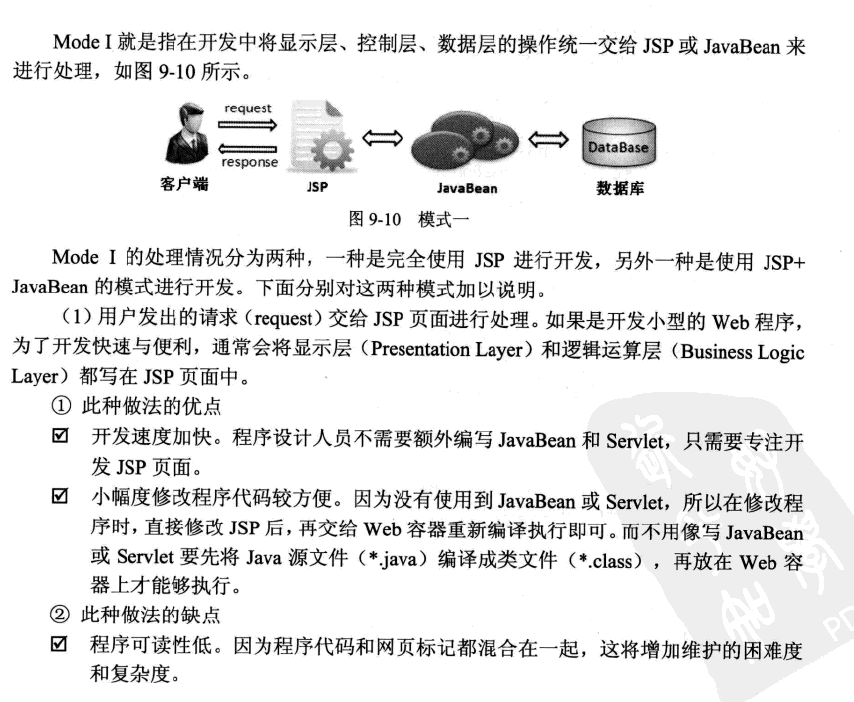 Mode I 就是指在开发中将显示层、控制层、数据层的操作统一交给 JSP 或 JavaBean 来
进行处理，如图 9-10 所示。
request
response
DataBase
客户端
JSP
JavaBean
数据库
图 9-10 模式一
Mode I 的处理情况分为两种，一种是完全使用 JSP 进行开发，另外一种是使用 JSP+
JavaBean 的模式进行开发。下面分别对这两种模式加以说明。
（1）用户发出的请求（request）交给 JSP 页面进行处理。如果是开发小型的 Web 程序，
为了开发快速与便利，通常会将显示层（Presentation Layer）和逻辑运算层（Business Logic
Layer）都写在 JSP 页面中。
① 此种做法的优点
☑ 开发速度加快。程序设计人员不需要额外编写 JavaBean 和 Servlet，只需要专注开
发 JSP 页面。
☑ 小幅度修改程序代码较方便。因为没有使用到 JavaBean 或 Servlet，所以在修改程
序时，直接修改 JSP 后，再交给 Web 容器重新编译执行即可。而不用像写 JavaBean
或 Servlet 要先将 Java 源文件（*.java）编译成类文件（*.class），再放在 Web 容
器上才能够执行。
② 此种做法的缺点
☑ 程序可读性低。因为程序代码和网页标记都混合在一起，这将增加维护的困难度
和复杂度。